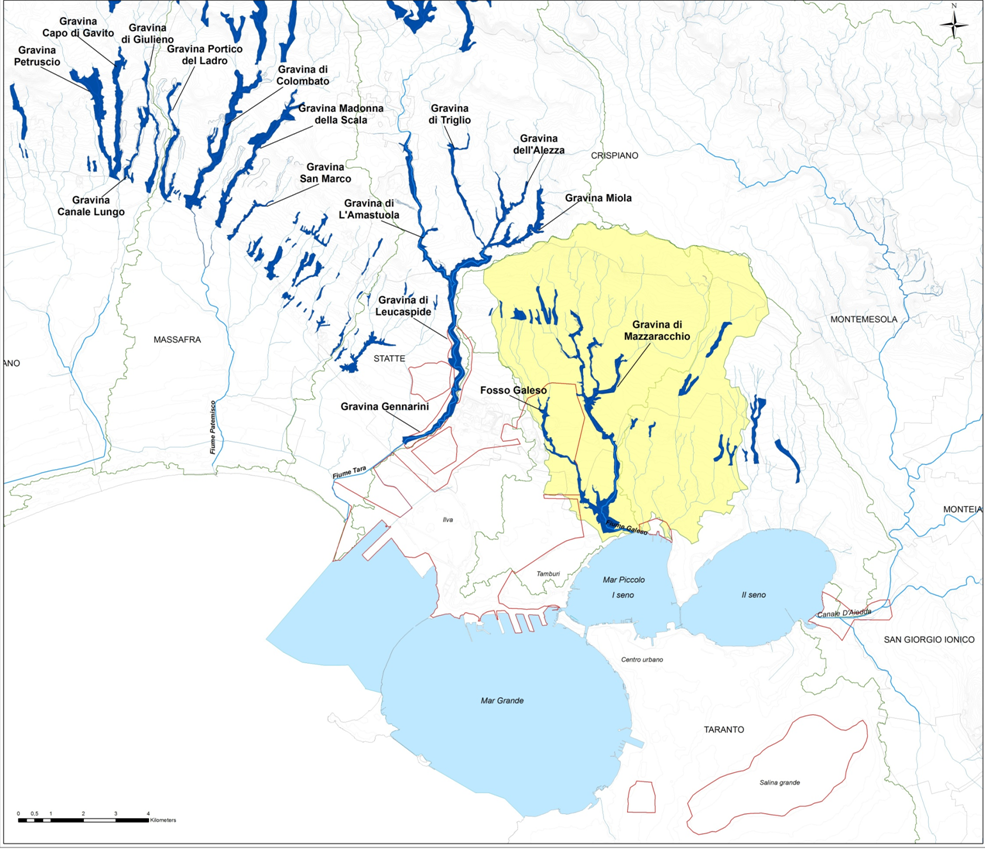 N
Gravina
Capo di Gavito
Gravina
di Giulieno
Gravina
Petruscio
Gravina Portico
del Ladro
Gravina di
Colombato
Gravina Madonna
della Scala
Gravina
di Triglio
Gravina
dell'Alezza
CRISPIANO
Gravina
San Marco
Gravina
Canale Lungo
Gravina di
L'Amastuola
Gravina Miola
Gravina di
Leucaspide
MONTEMESOLA
Gravina di
Mazzaracchio
MASSAFRA
STATTE
ANO
Fosso Galeso
Gravina Gennarini
Fiume Patemisco
Fiume Tara
MONTEIA
Ilva
Fiume Galeso
Tamburi
Mar Piccolo
I seno
II seno
Canale D'Aiedda
SAN GIORGIO IONICO
Centro urbano
Mar Grande
TARANTO
Salina grande
0 0,5 1 2 3 4
Kilometers